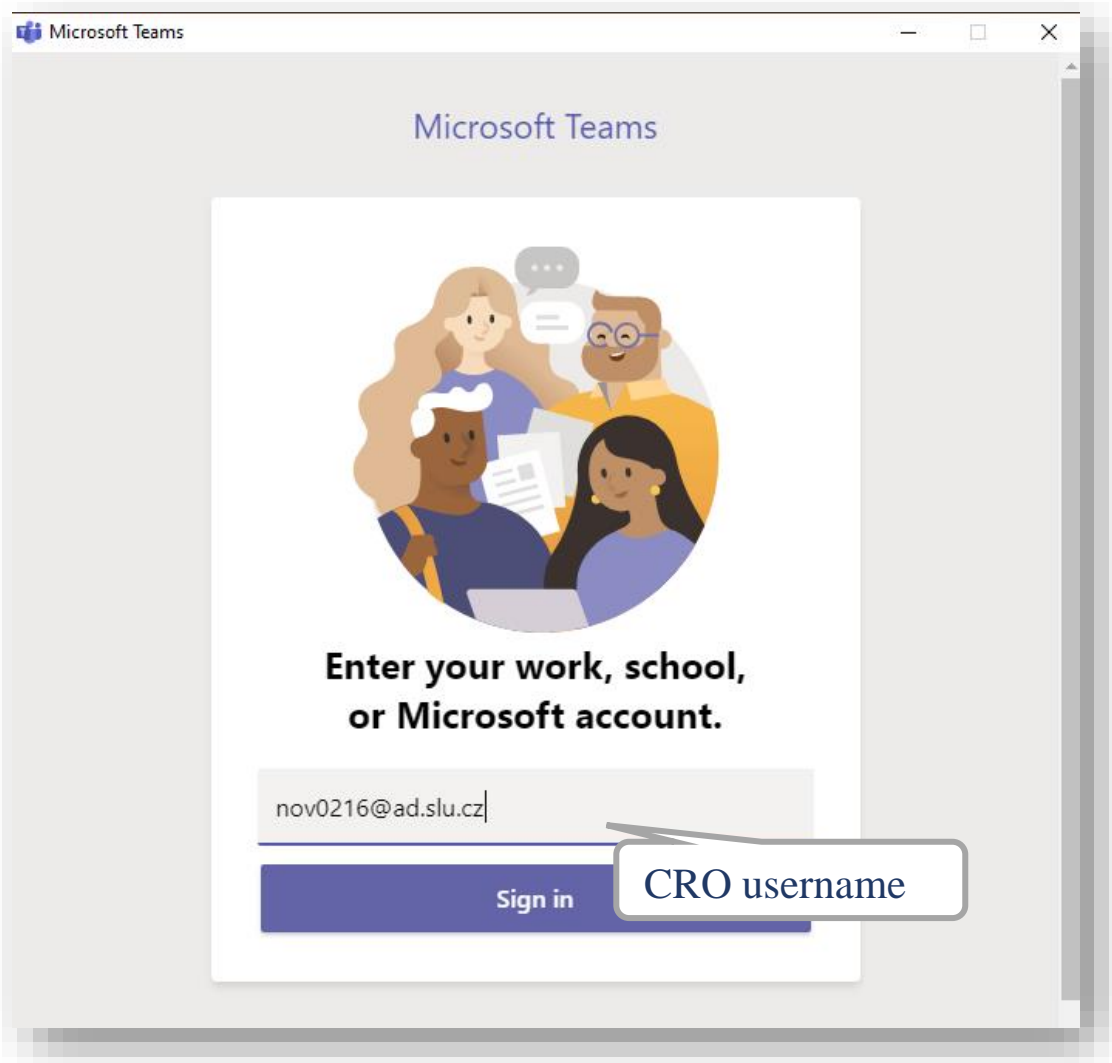 Microsoft Teams
Microsoft Teams
Enter your work, school,
or Microsoft account.
nov0216@ad.slu.cz
CRO username
Sign in